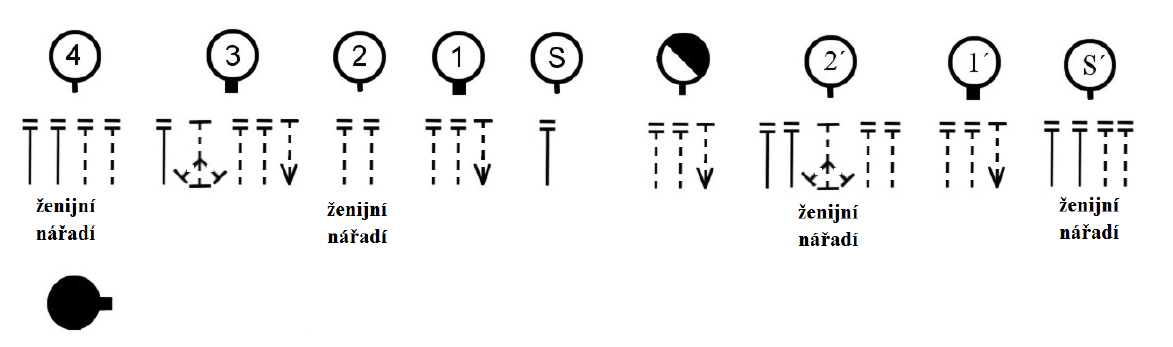 4 3 2 1 S 2´ 1´ S´
ženijní ženijní ženijní ženijní
nářadí nářadí nářadí nářadí